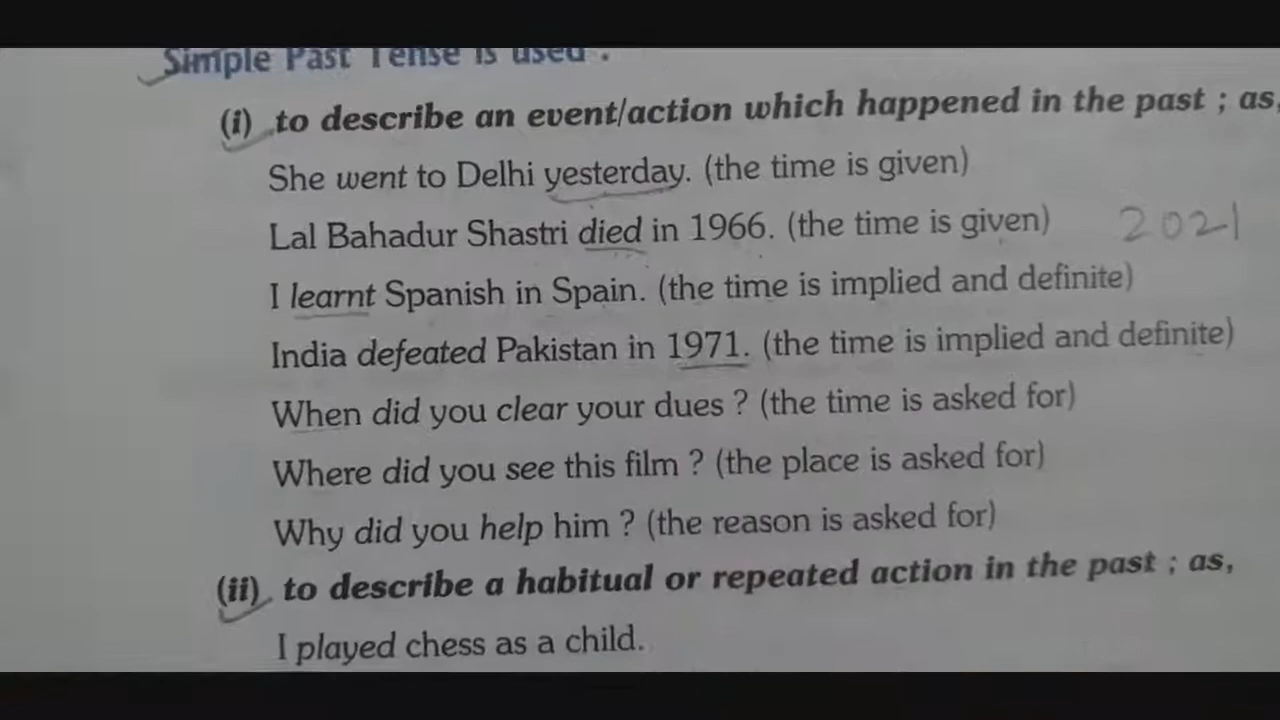 Simple Past Tense is used :
(i) to describe an event/action which happened in the past ; as,
She went to Delhi yesterday. (the time is given)
Lal Bahadur Shastri died in 1966. (the time is given) 2021
I learnt Spanish in Spain. (the time is implied and definite)
India defeated Pakistan in 1971. (the time is implied and definite)
When did you clear your dues ? (the time is asked for)
Where did you see this film ? (the place is asked for)
Why did you help him ? (the reason is asked for)
(ii) to describe a habitual or repeated action in the past ; as,
I played chess as a child.